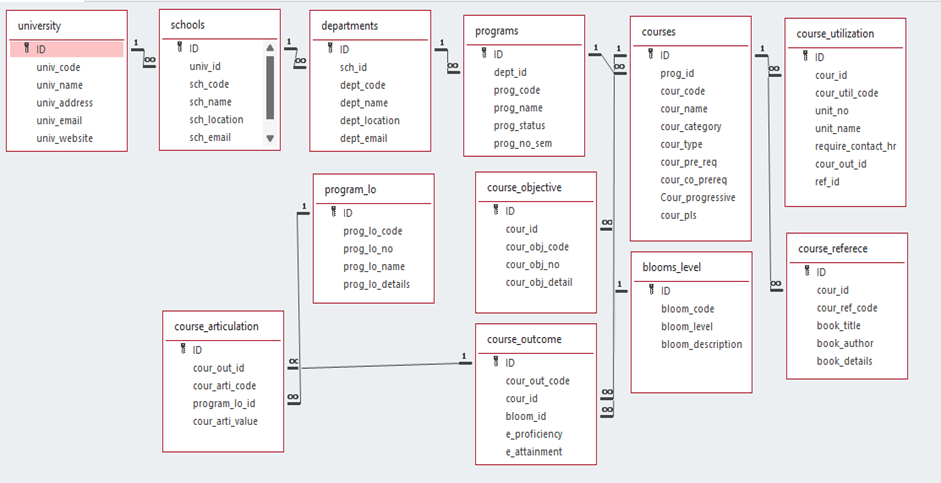 university
ID
univ_code
univ_name
univ_address
univ_email
univ_website
1
∞
schools
ID
univ_id
sch_code
sch_name
sch_location
sch_email
1
∞
departments
ID
sch_id
dept_code
dept_name
dept_location
dept_email
1
∞
programs
ID
dept_id
prog_code
prog_name
prog_status
prog_no_sem
1
1
∞
courses
ID
prog_id
cour_code
cour_name
cour_category
cour_type
cour_pre_req
cour_co_prereq
Cour_progressive
cour_pls
1
∞
∞
course_utilization
ID
cour_id
cour_util_code
unit_no
unit_name
require_contact_hr
cour_out_id
ref_id
program_lo
ID
prog_lo_code
prog_lo_no
prog_lo_name
prog_lo_details
1
course_objective
ID
cour_id
cour_obj_code
cour_obj_no
cour_obj_detail
∞
blooms_level
ID
bloom_code
bloom_level
bloom_description
1
course_referece
ID
cour_id
cour_ref_code
book_title
book_author
book_details
course_articulation
ID
cour_out_id
cour_arti_code
program_lo_id
cour_arti_value
∞
∞
1
course_outcome
ID
cour_out_code
cour_id
bloom_id
e_proficiency
e_attainment
∞
∞